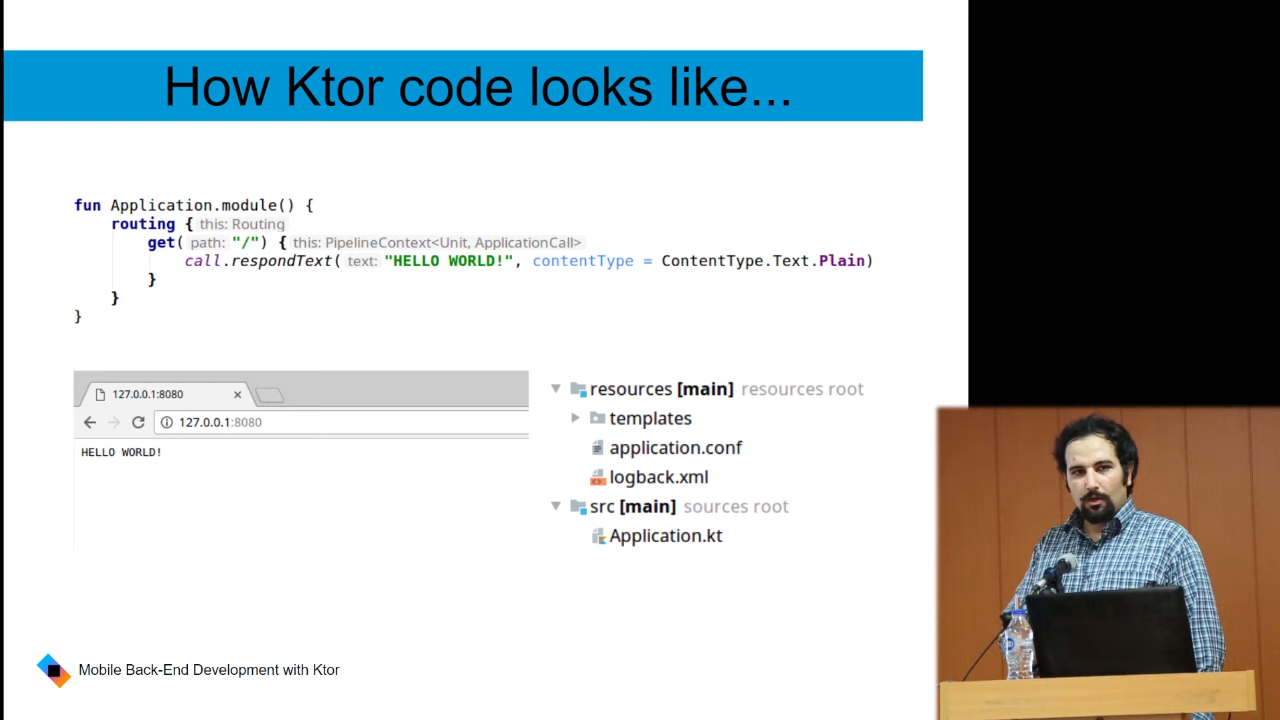 How Ktor code looks like...
fun Application.module() {
routing { this: Routing
get( path: "/") { this: PipelineContext<Unit, ApplicationCall>
call.respondText( text: "HELLO WORLD!", contentType = ContentType.Text.Plain)
}
}
}
127.0.0.1:8080
127.0.0.1:8080
HELLO WORLD!
resources [main] resources root
templates
application.conf
logback.xml
src [main] sources root
Application.kt
Mobile Back-End Development with Ktor